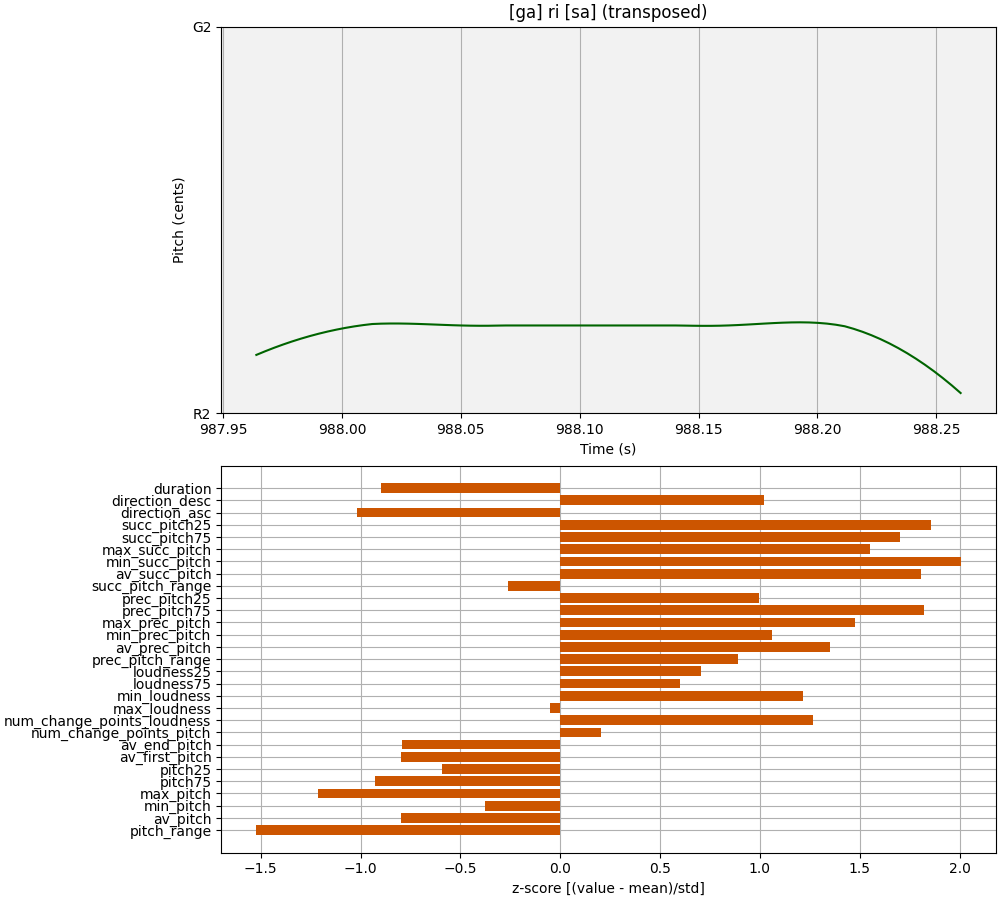 [ga] ri [sa] (transposed)
G2
Pitch (cents)
R2
987.95 988.00 988.05 988.10 988.15 988.20 988.25
Time (s)
duration
direction_desc
direction_asc
succ_pitch25
succ_pitch75
max_succ_pitch
min_succ_pitch
av_succ_pitch
succ_pitch_range
prec_pitch25
prec_pitch75
max_prec_pitch
min_prec_pitch
av_prec_pitch
prec_pitch_range
loudness25
loudness75
min_loudness
max_loudness
num_change_points_loudness
num_change_points_pitch
av_end_pitch
av_first_pitch
pitch25
pitch75
max_pitch
min_pitch
av_pitch
pitch_range
−1.5 −1.0 −0.5 0.0 0.5 1.0 1.5 2.0
z-score [(value - mean)/std]